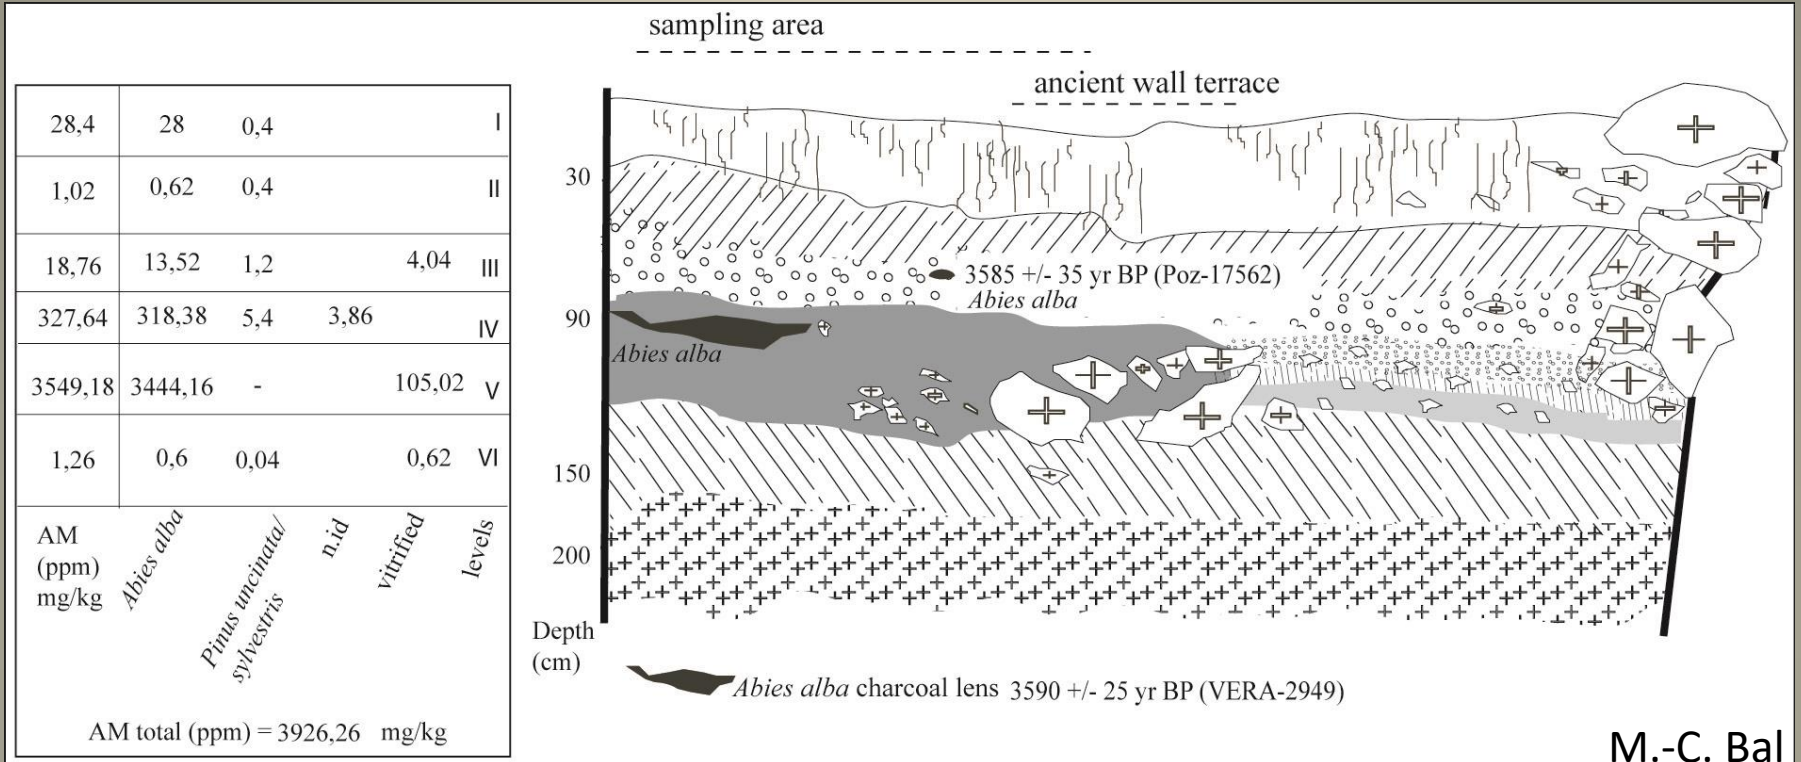 sampling area
ancient wall terrace
28,4 28 0,4 I
1,02 0,62 0,4 II
18,76 13,52 1,2 4,04 III
327,64 318,38 5,4 3,86 IV
3549,18 3444,16 - 105,02 V
1,26 0,6 0,04 0,62 VI
AM
(ppm)
mg/kg
Abies alba
Pinus uncinata/
sylvestris
n.id
vitrified
levels
AM total (ppm) = 3926,26 mg/kg
30
90
150
200
Depth
(cm)
3585 +/- 35 yr BP (Poz-17562)
Abies alba
Abies alba
Abies alba charcoal lens 3590 +/- 25 yr BP (VERA-2949)
M.-C. Bal